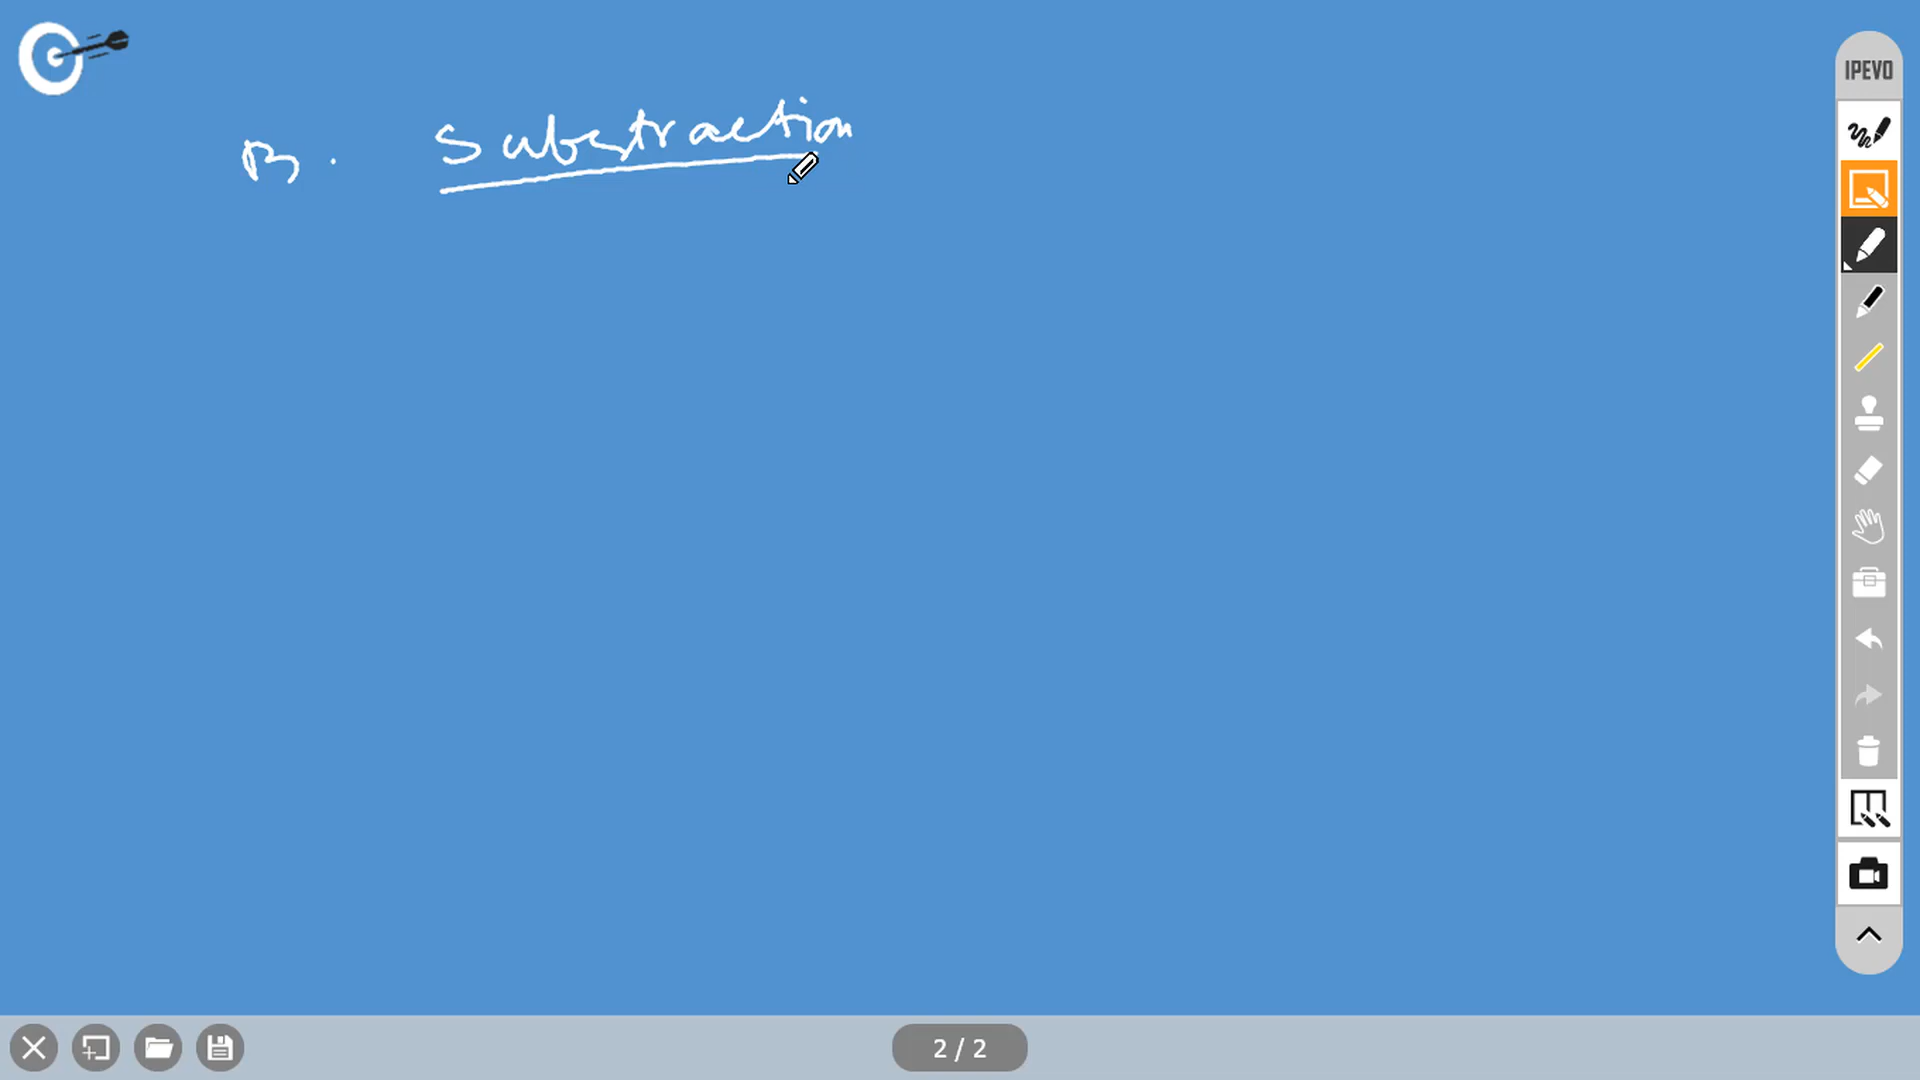 IPEVO
B. Substraction
2 / 2